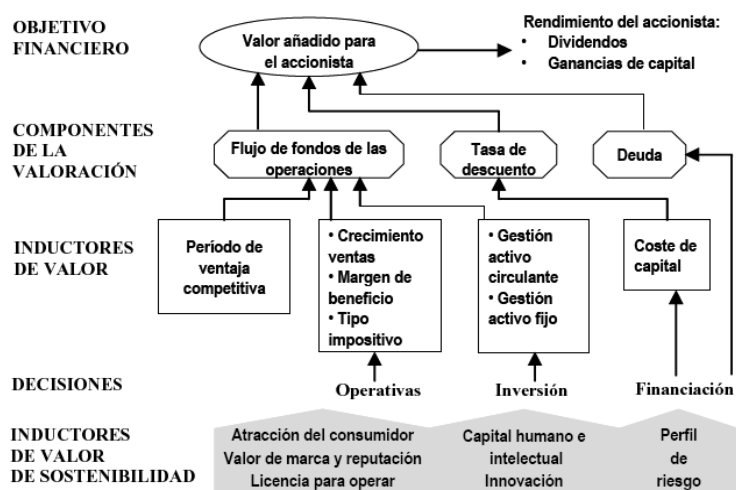 OBJETIVO
FINANCIERO
Valor añadido para
el accionista
Rendimiento del accionista:
• Dividendos
• Ganancias de capital
COMPONENTES
DE LA
VALORACIÓN
Flujo de fondos de las
operaciones
Tasa de
descuento
Deuda
INDUCTORES
DE VALOR
Período de
ventaja
competitiva
• Crecimiento
ventas
• Margen de
beneficio
• Tipo
impositivo
• Gestión
activo
circulante
• Gestión
activo fijo
Coste de
capital
DECISIONES
Operativas
Inversión
Financiación
INDUCTORES
DE VALOR
DE SOSTENIBILIDAD
Atracción del consumidor
Valor de marca y reputación
Licencia para operar
Capital humano e
intelectual
Innovación
Perfil
de
riesgo